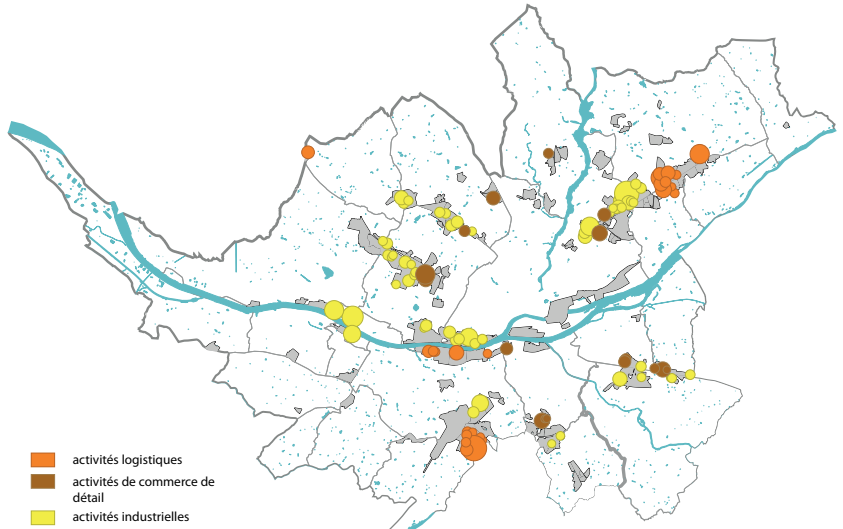 activités logistiques
activités de commerce de
détail
activités industrielles